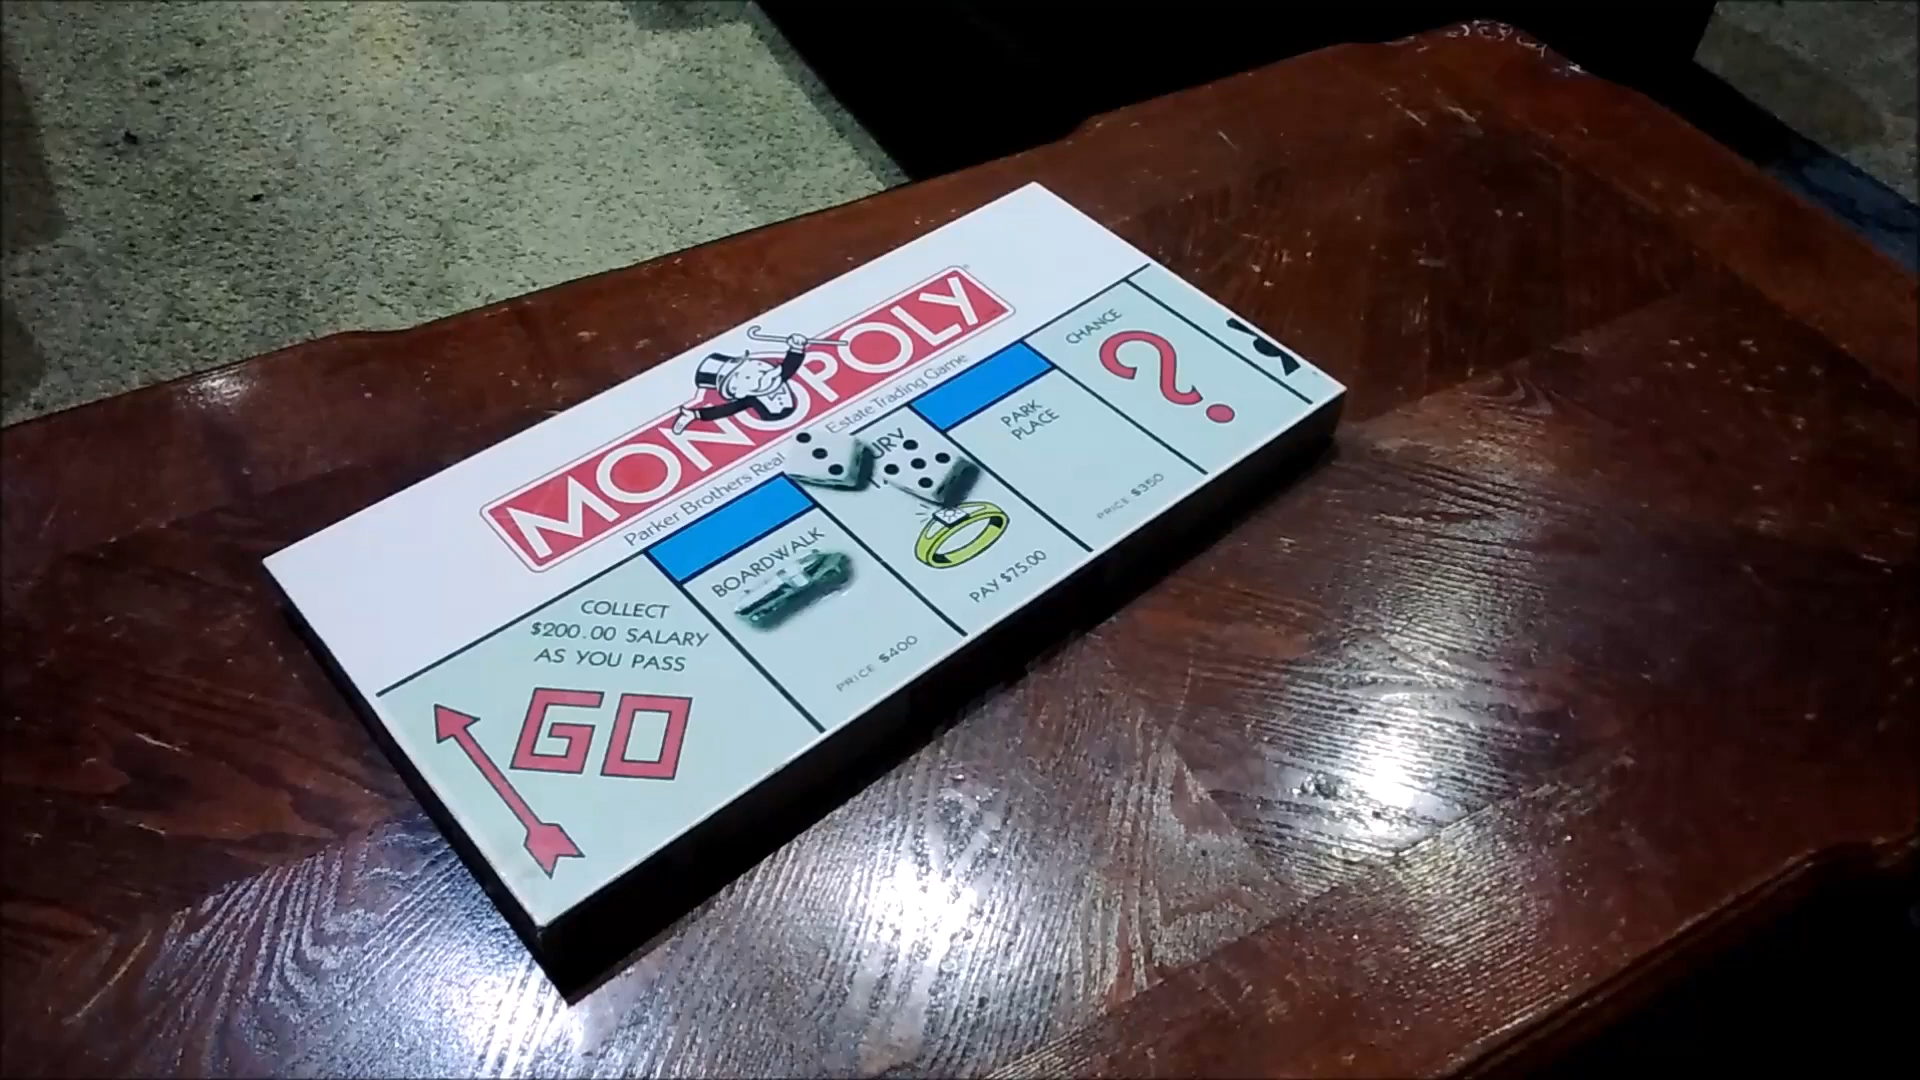 MONOPOLY
Parker Brothers Real Estate Trading Game
COLLECT
$200.00 SALARY
AS YOU PASS
GO
BOARDWALK
PRICE $400
URY
PAY $75.00
PARK
PLACE
PRICE $350
CHANCE
?